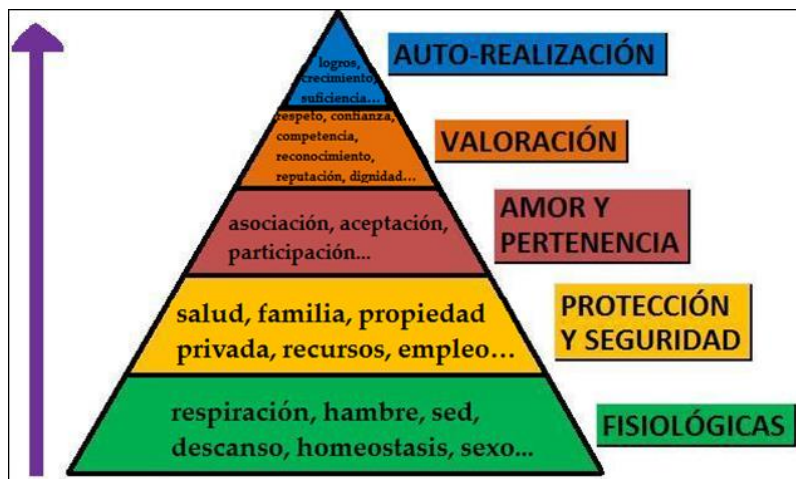 logros,
crecimiento,
suficiencia...
AUTO-REALIZACIÓN
respeto, confianza,
competencia,
reconocimiento,
reputación, dignidad...
VALORACIÓN
asociación, aceptación,
participación...
AMOR Y
PERTENENCIA
salud, familia, propiedad
privada, recursos, empleo...
PROTECCIÓN
Y SEGURIDAD
respiración, hambre, sed,
descanso, homeostasis, sexo...
FISIOLÓGICAS